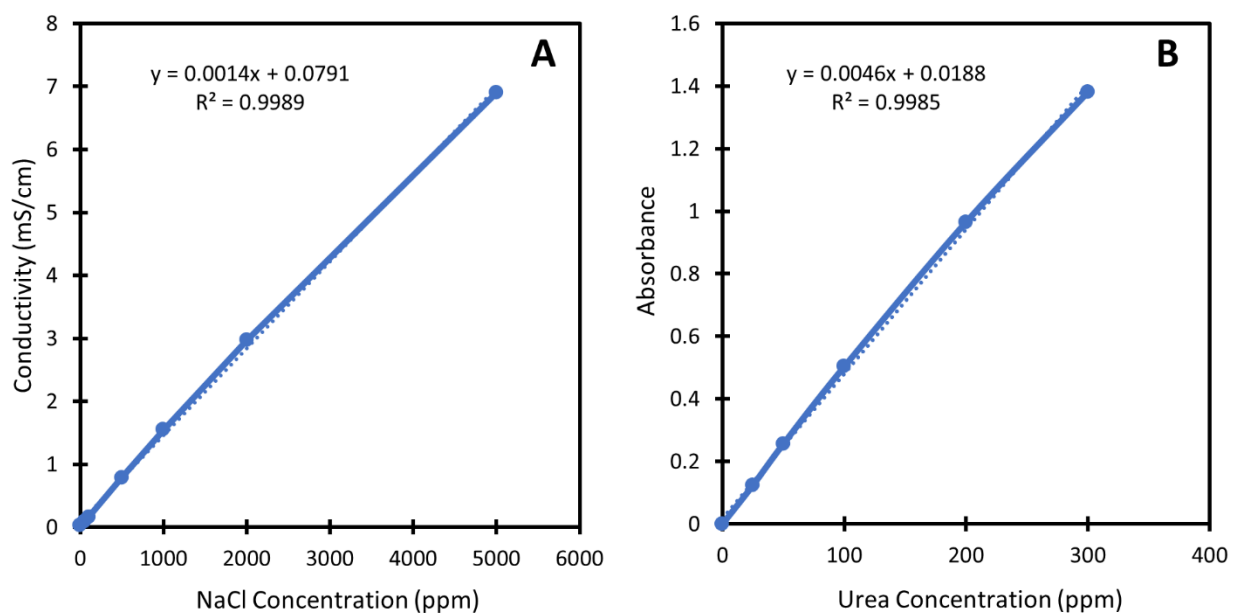 A
y = 0.0014x + 0.0791
R² = 0.9989
Conductivity (mS/cm)
8
7
6
5
4
3
2
1
0
0 1000 2000 3000 4000 5000 6000
NaCl Concentration (ppm)
B
y = 0.0046x + 0.0188
R² = 0.9985
Absorbance
1.6
1.4
1.2
1
0.8
0.6
0.4
0.2
0
0 100 200 300 400
Urea Concentration (ppm)